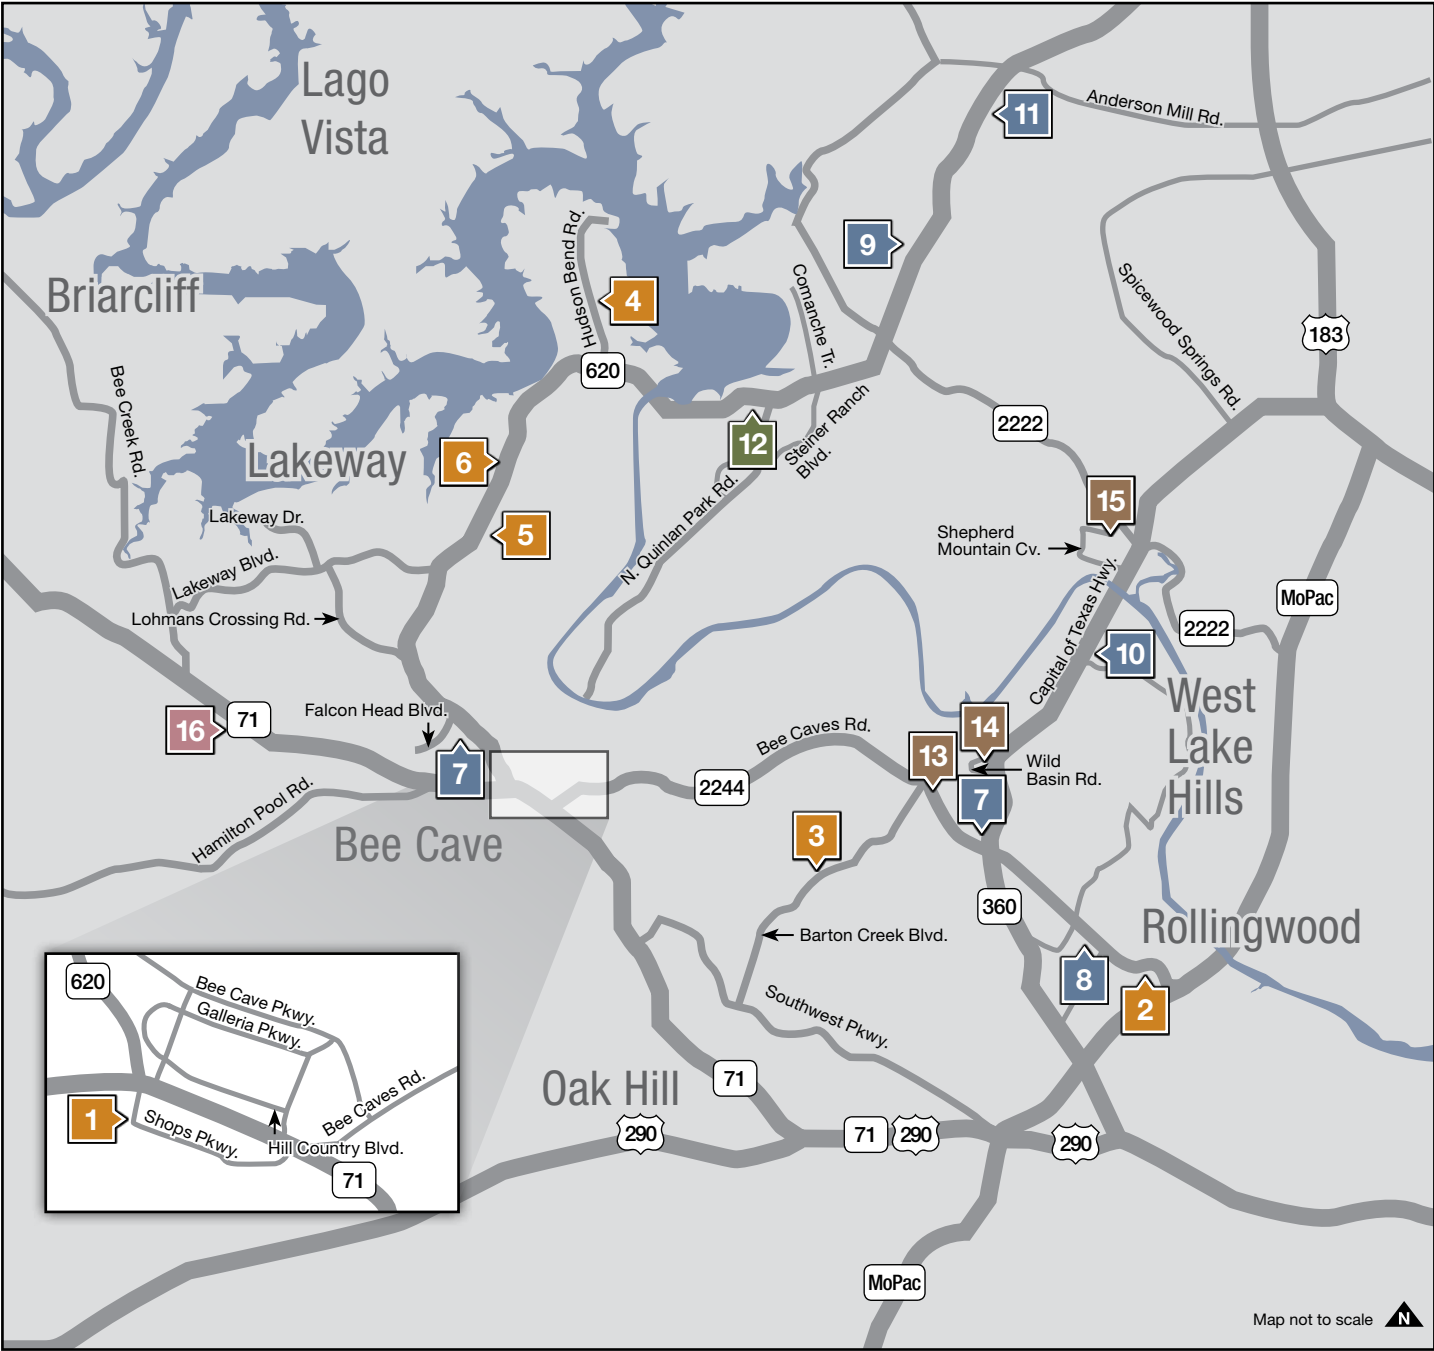 Lago
Vista
11
Anderson Mill Rd.
9
Hudson Bend Rd.
4
Comanche Tr.
Spicewood Springs Rd.
Briarcliff
183
620
Bee Creek Rd.
2222
Steiner Ranch
Blvd.
12
Lakeway
6
15
N. Quinlan Park Rd.
Lakeway Dr.
5
Shepherd
Mountain Cv.
Lakeway Blvd.
Capital of Texas Hwy.
MoPac
Lohmans Crossing Rd.
2222
10
West
Lake
Hills
Falcon Head Blvd.
16
71
14
Bee Caves Rd.
13
Wild
Basin Rd.
7
2244
7
Hamilton Pool Rd.
Bee Cave
3
360
Rollingwood
Barton Creek Blvd.
8
2
620
Bee Cave Pkwy.
Galleria Pkwy.
Southwest Pkwy.
1
Shops Pkwy.
Bee Caves Rd.
Hill Country Blvd.
71
Oak Hill
71
290
71
290
290
MoPac
Map not to scale
N